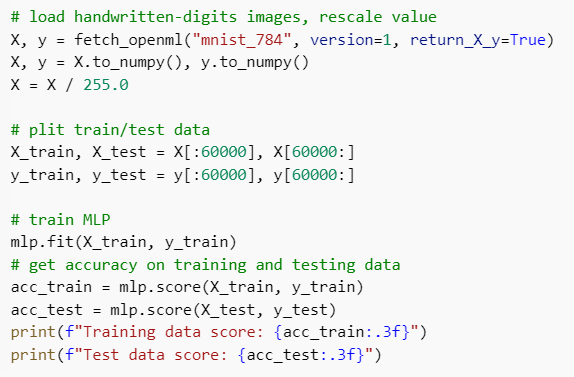 # load handwritten-digits images, rescale value
X, y = fetch_openml("mnist_784", version=1, return_X_y=True)
X, y = X.to_numpy(), y.to_numpy()
X = X / 255.0
# plit train/test data
X_train, X_test = X[:60000], X[60000:]
y_train, y_test = y[:60000], y[60000:]
# train MLP
mlp.fit(X_train, y_train)
# get accuracy on training and testing data
acc_train = mlp.score(X_train, y_train)
acc_test = mlp.score(X_test, y_test)
print(f"Training data score: {acc_train:.3f}")
print(f"Test data score: {acc_test:.3f}")